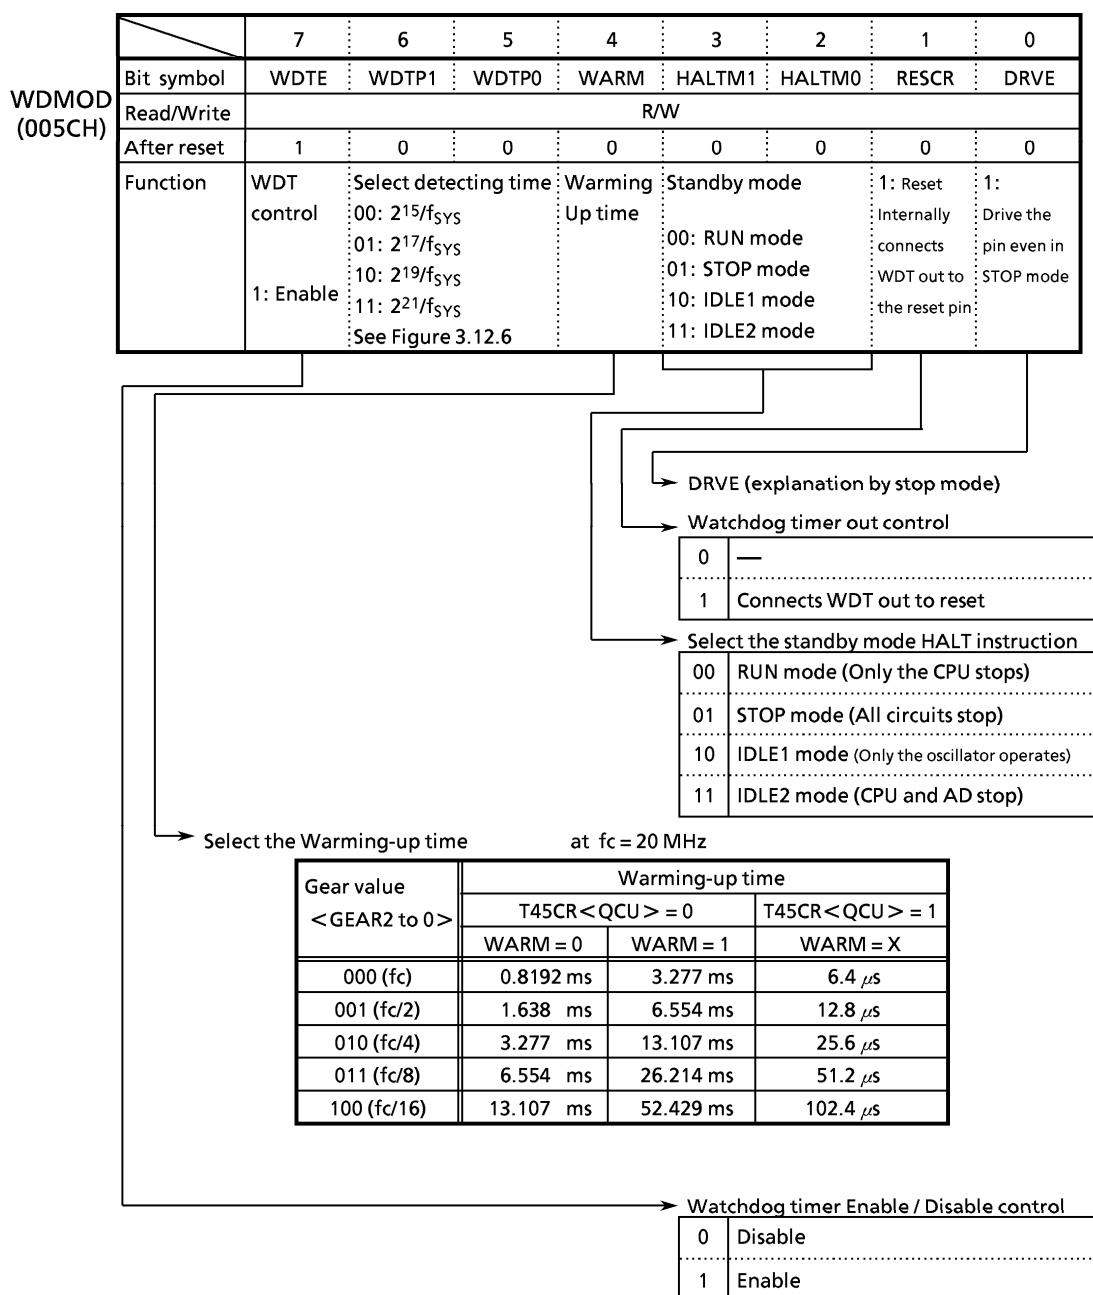 7 6 5 4 3 2 1 0
WDMOD
(005CH)
Bit symbol WDTE WDTP1 WDTP0 WARM HALTM1 HALTM0 RESCR DRVE
Read/Write R/W
After reset 1 0 0 0 0 0 0 0
Function
WDT
control
1: Enable
Select detecting time
00: 2^15/fSYS
01: 2^17/fSYS
10: 2^19/fSYS
11: 2^21/fSYS
See Figure 3.12.6
Warming
Up time
Standby mode
00: RUN mode
01: STOP mode
10: IDLE1 mode
11: IDLE2 mode
1: Reset
Internally
connects
WDT out to
the reset pin
1:
Drive the
pin even in
STOP mode
DRVE (explanation by stop mode)
Watchdog timer out control
0 —
1 Connects WDT out to reset
Select the standby mode HALT instruction
00 RUN mode (Only the CPU stops)
01 STOP mode (All circuits stop)
10 IDLE1 mode (Only the oscillator operates)
11 IDLE2 mode (CPU and AD stop)
Select the Warming-up time at fc = 20 MHz
Gear value
<GEAR2 to 0>
Warming-up time
T45CR<QCU> = 0 T45CR<QCU> = 1
WARM = 0 WARM = 1 WARM = X
000 (fc) 0.8192 ms 3.277 ms 6.4 μs
001 (fc/2) 1.638 ms 6.554 ms 12.8 μs
010 (fc/4) 3.277 ms 13.107 ms 25.6 μs
011 (fc/8) 6.554 ms 26.214 ms 51.2 μs
100 (fc/16) 13.107 ms 52.429 ms 102.4 μs
Watchdog timer Enable / Disable control
0 Disable
1 Enable